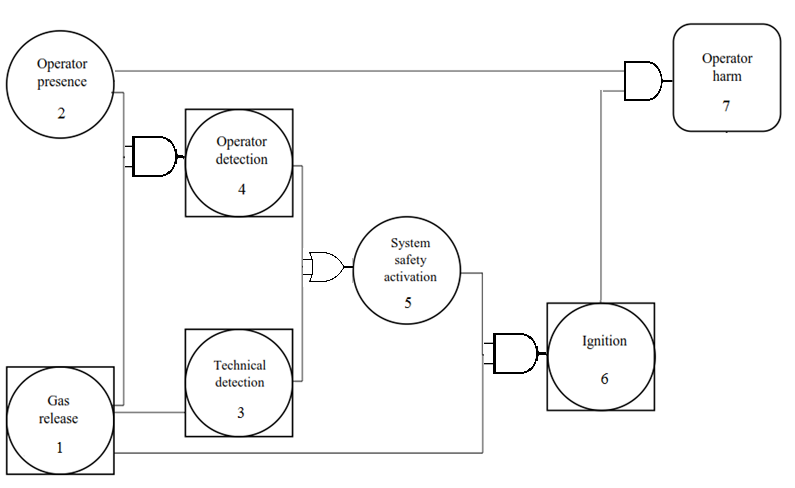 Operator
presence
2
Operator
harm
7
Operator
detection
4
System
safety
activation
5
Ignition
6
Technical
detection
3
Gas
release
1